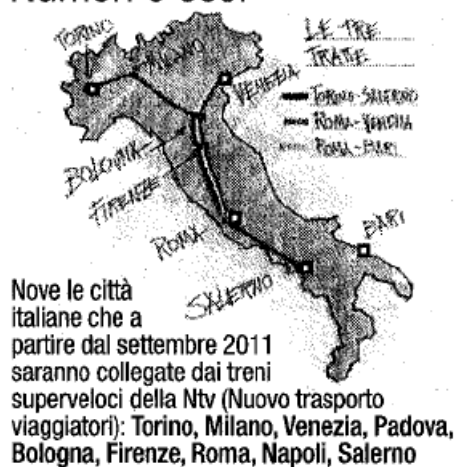 TORINO
MILANO
LE TRE
TRATTE
VENEZIA
TORINO-SALERNO
ROMA-VENEZIA
ROMA-BARI
BOLOGNA
FIRENZE
ROMA
BARI
SALERNO
Nove le città
italiane che a
partire dal settembre 2011
saranno collegate dai treni
superveloci della Ntv (Nuovo trasporto
viaggiatori): Torino, Milano, Venezia, Padova,
Bologna, Firenze, Roma, Napoli, Salerno